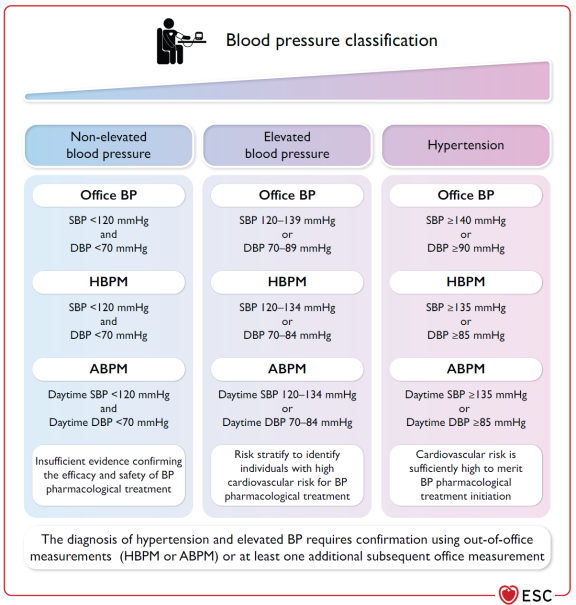 Blood pressure classification
Non-elevated
blood pressure
Elevated
blood pressure
Hypertension
Office BP
SBP <120 mmHg
and
DBP <70 mmHg
HBPM
SBP <120 mmHg
and
DBP <70 mmHg
ABPM
Daytime SBP <120 mmHg
and
Daytime DBP <70 mmHg
Insufficient evidence confirming
the efficacy and safety of BP
pharmacological treatment
Office BP
SBP 120–139 mmHg
or
DBP 70–89 mmHg
HBPM
SBP 120–134 mmHg
or
DBP 70–84 mmHg
ABPM
Daytime SBP 120–134 mmHg
or
Daytime DBP 70–84 mmHg
Risk stratify to identify
individuals with high
cardiovascular risk for BP
pharmacological treatment
Office BP
SBP ≥140 mmHg
or
DBP ≥90 mmHg
HBPM
SBP ≥135 mmHg
or
DBP ≥85 mmHg
ABPM
Daytime SBP ≥135 mmHg
or
Daytime DBP ≥85 mmHg
Cardiovascular risk is
sufficiently high to merit
BP pharmacological
treatment initiation
The diagnosis of hypertension and elevated BP requires confirmation using out-of-office
measurements (HBPM or ABPM) or at least one additional subsequent office measurement
ESC